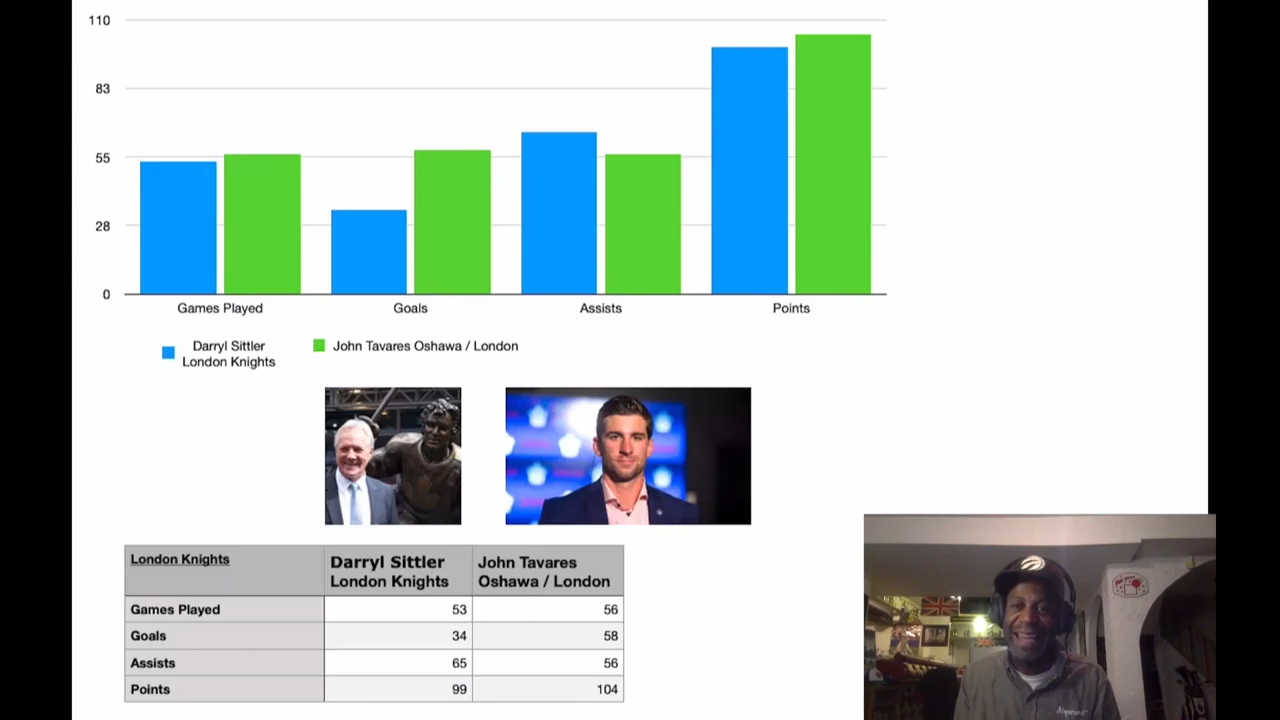 110
83
55
28
0
Games Played
Goals
Assists
Points
Darryl Sittler
London Knights
John Tavares Oshawa / London
London Knights
Darryl Sittler
London Knights
John Tavares
Oshawa / London
Games Played 53 56
Goals 34 58
Assists 65 56
Points 99 104